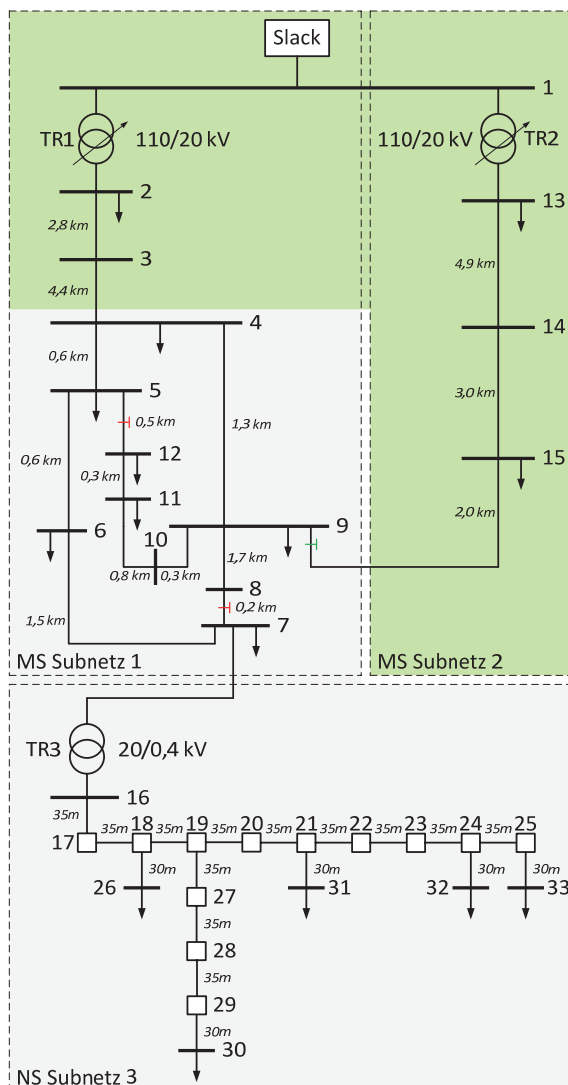 Slack
1
TR1 110/20 kV 110/20 kV TR2
2 13
2,8 km
3 4,9 km
4,4 km
4 14
0,6 km
5
0,5 km 1,3 km 3,0 km
0,6 km 12 15
0,3 km
11
6 10 9 2,0 km
0,8 km 0,3 km 1,7 km
8
1,5 km 0,2 km
7
MS Subnetz 1 MS Subnetz 2
TR3 20/0,4 kV
16
35m
17 18 19 20 21 22 23 24 25
35m 35m 35m 35m 35m 35m 35m 35m
30m 35m 30m 30m 30m
26 27 31 32 33
35m
28
35m
29
30m
30
NS Subnetz 3